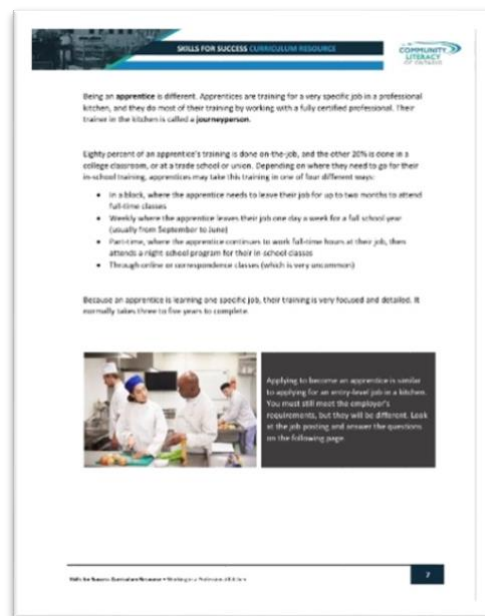 SKILLS FOR SUCCESS CURRICULUM RESOURCE
COMMUNITY
LITERACY
OF ONTARIO
Being an apprentice is different. Apprentices are training for a very specific job in a professional
kitchen, and they do most of their training by working with a fully certified professional. Their
trainer in the kitchen is called a journeyperson.
Eighty percent of an apprentice's training is done on-the-job, and the other 20% is done in a
college classroom, or at a trade school or union. Depending on where they need to go for their
in-school training, apprentices may take this training in one of four different ways:
• In a block, where the apprentice needs to leave their job for up to two months to attend
full-time classes
• Weekly where the apprentice leaves their job one day a week for a full school year
(usually from September to June)
• Part-time, where the apprentice continues to work full-time hours at their job, then
attends a night school program for their in-school classes
• Through online or correspondence classes (which is very uncommon)
Because an apprentice is learning one specific job, their training is very focused and detailed. It
normally takes three to five years to complete.
Applying to become an apprentice is similar
to applying for an entry-level job in a kitchen.
You must still meet the employer's
requirements, but they will be different. Look
at the job posting and answer the questions
on the following page.
Skills for Success Curriculum Resource • Working in a Professional Kitchen
7